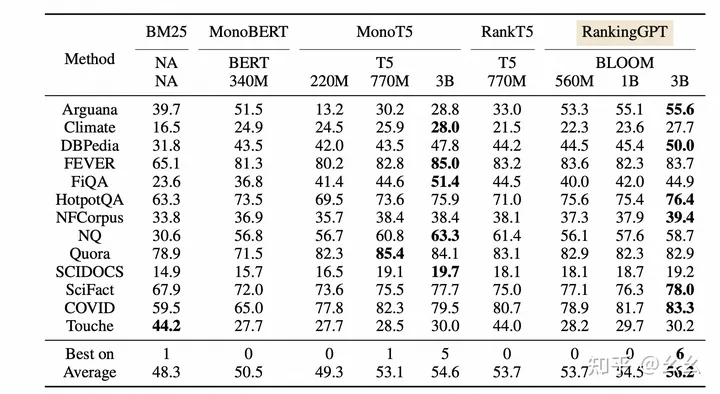 Method BM25 MonoBERT MonoT5 RankT5 RankingGPT
NA BERT T5 T5 BLOOM
NA 340M 220M 770M 3B 770M 560M 1B 3B
Arguana 39.7 51.5 13.2 30.2 28.8 33.0 53.3 55.1 55.6
Climate 16.5 24.9 24.5 25.9 28.0 21.5 22.3 23.6 27.7
DBPedia 31.8 43.5 42.0 43.5 47.8 44.2 44.5 45.4 50.0
FEVER 65.1 81.3 80.2 82.8 85.0 83.2 83.6 82.3 83.7
FiQA 23.6 36.8 41.4 44.6 51.4 44.5 40.0 42.0 44.9
HotpotQA 63.3 73.5 69.5 73.6 75.9 71.0 75.6 75.4 76.4
NFCorpus 33.8 36.9 35.7 38.4 38.4 38.1 37.3 37.9 39.4
NQ 30.6 56.8 56.7 60.8 63.3 61.4 56.1 57.6 58.7
Quora 78.9 71.5 82.3 85.4 84.1 83.1 82.9 82.3 82.9
SCIDOCS 14.9 15.7 16.5 19.1 19.7 18.1 18.1 18.7 19.2
SciFact 67.9 72.0 73.6 75.5 77.7 75.0 77.1 76.3 78.0
COVID 59.5 65.0 77.8 82.3 79.5 80.7 78.9 81.7 83.3
Touche 44.2 27.7 27.7 28.5 30.0 44.0 28.2 29.7 30.2
Best on 1 0 0 1 5 0 0 0 6
Average 48.3 50.5 49.3 53.1 54.6 53.7 53.7 54.5 56.2
知乎 @幺幺